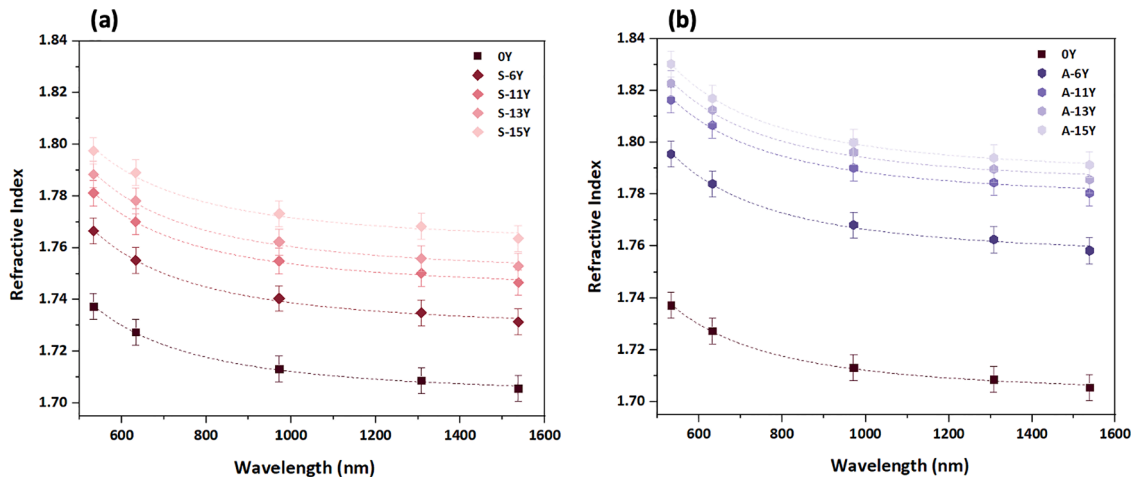 (a)
1.84
1.82
1.80
1.78
1.76
1.74
1.72
1.70
Refractive Index
0Y
S-6Y
S-11Y
S-13Y
S-15Y
600
800
1000
1200
1400
1600
Wavelength (nm)
(b)
1.84
1.82
1.80
1.78
1.76
1.74
1.72
1.70
Refractive Index
0Y
A-6Y
A-11Y
A-13Y
A-15Y
600
800
1000
1200
1400
1600
Wavelength (nm)